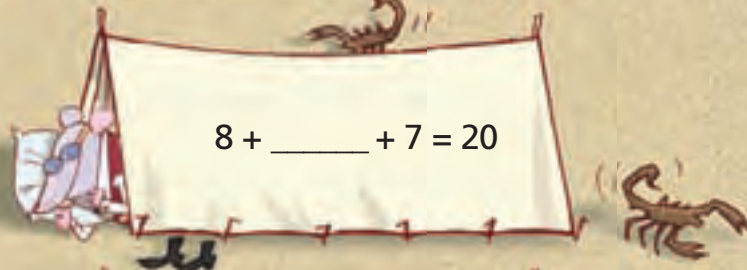 8 + ______ + 7 = 20